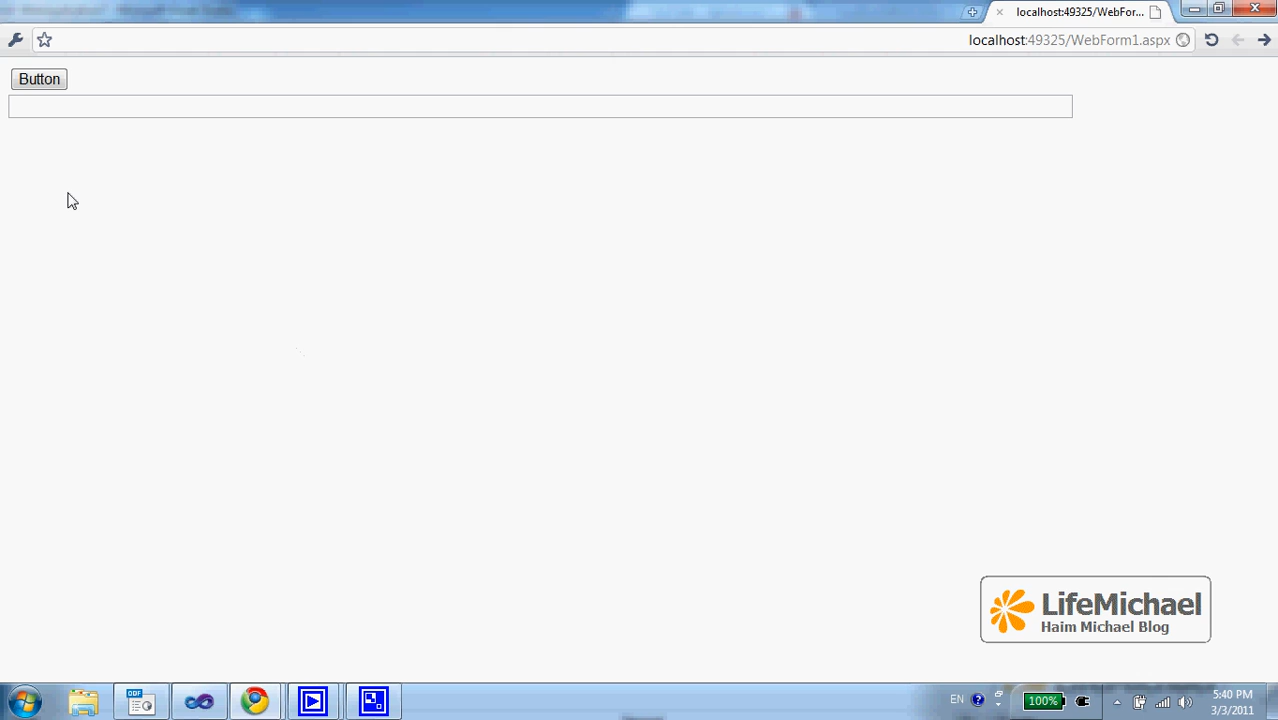 localhost:49325/WebFor...
localhost:49325/WebForm1.aspx
Button
LifeMichael
Haim Michael Blog
ODF
EN
100%
5:40 PM
3/3/2011